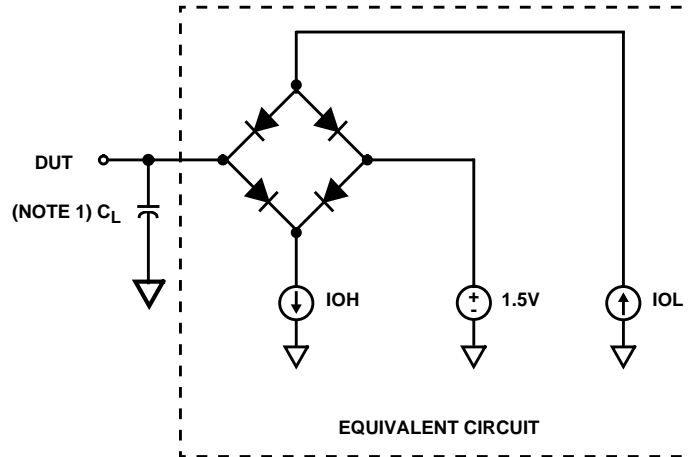 DUT
(NOTE 1) CL
IOH
+
-
1.5V
IOL
EQUIVALENT CIRCUIT